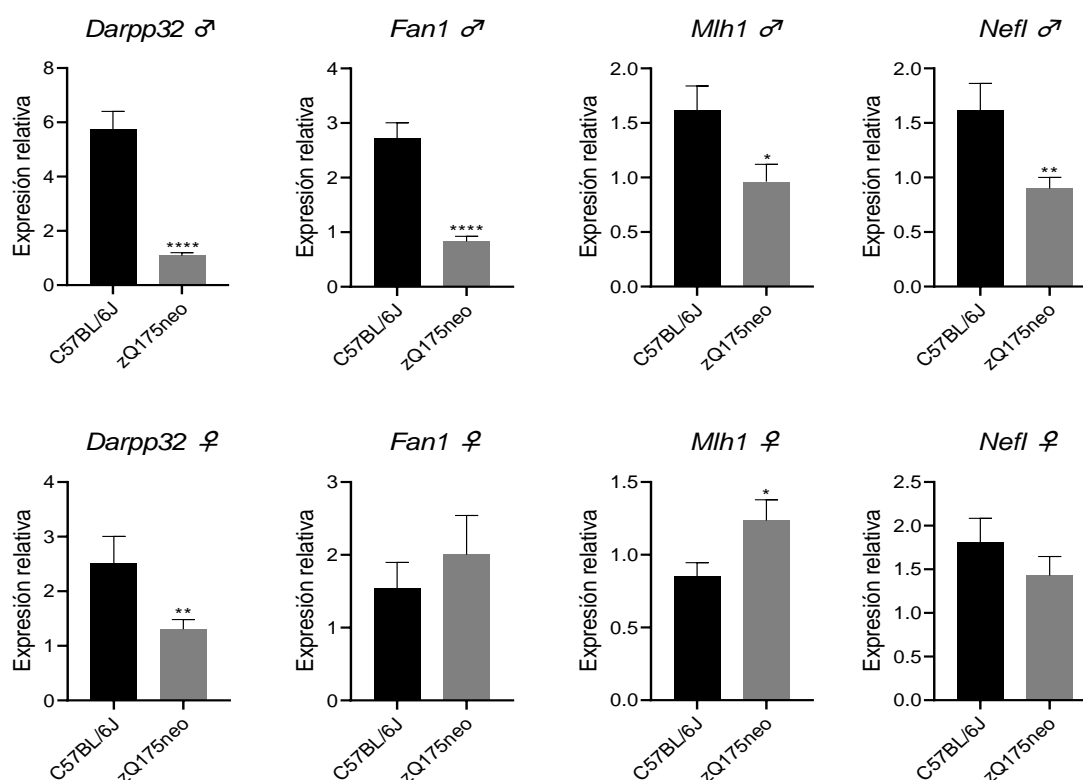 Darpp32 ♂
Fan1 ♂
Mlh1 ♂
Nefl ♂
Expresión relativa
8
6
4
2
0
****
C57BL/6J
zQ175neo
Expresión relativa
4
3
2
1
0
****
C57BL/6J
zQ175neo
Expresión relativa
2.0
1.5
1.0
0.5
0.0
*
C57BL/6J
zQ175neo
Expresión relativa
2.0
1.5
1.0
0.5
0.0
**
C57BL/6J
zQ175neo
Darpp32 ♀
Fan1 ♀
Mlh1 ♀
Nefl ♀
Expresión relativa
4
3
2
1
0
**
C57BL/6J
zQ175neo
Expresión relativa
3
2
1
0
C57BL/6J
zQ175neo
Expresión relativa
1.5
1.0
0.5
0.0
*
C57BL/6J
zQ175neo
Expresión relativa
2.5
2.0
1.5
1.0
0.5
0.0
C57BL/6J
zQ175neo